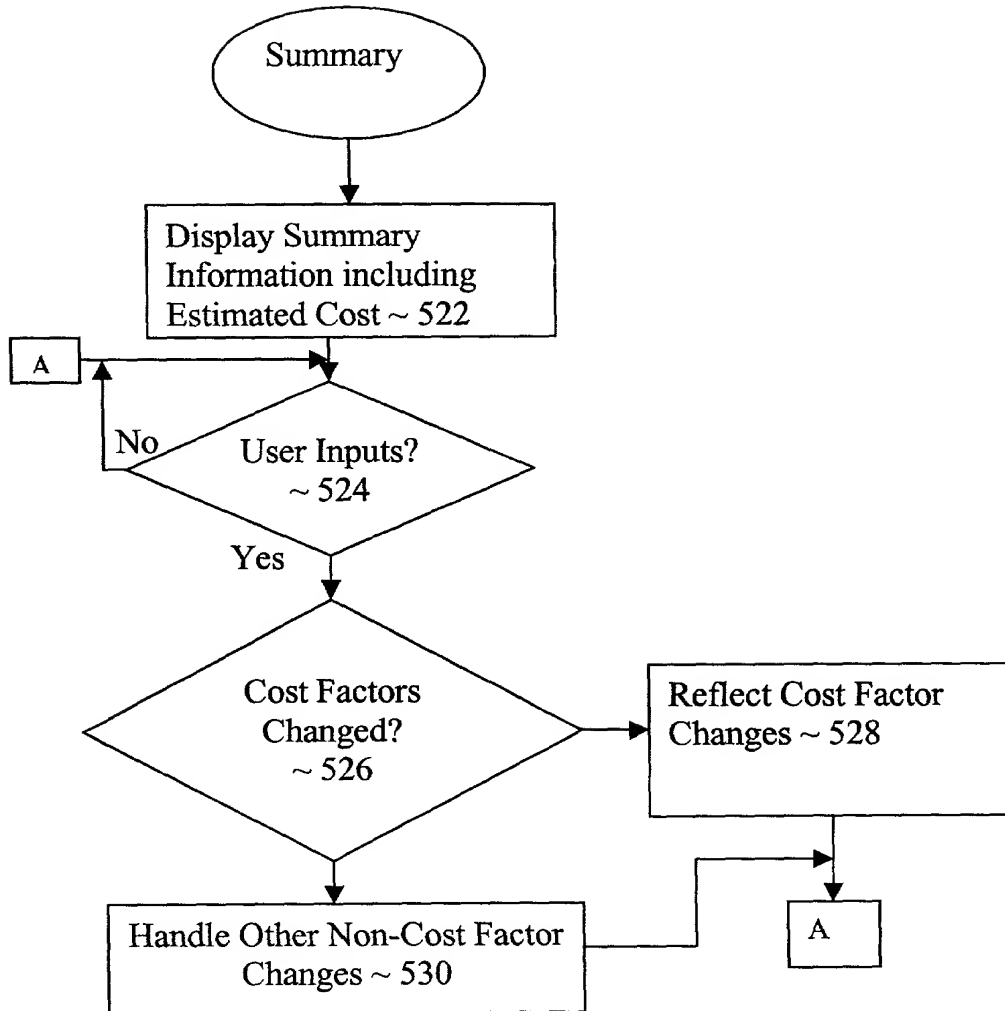 Summary
Display Summary
Information including
Estimated Cost ~ 522
A
No
User Inputs?
~ 524
Yes
Cost Factors
Changed?
~ 526
Reflect Cost Factor
Changes ~ 528
Handle Other Non-Cost Factor
Changes ~ 530
A